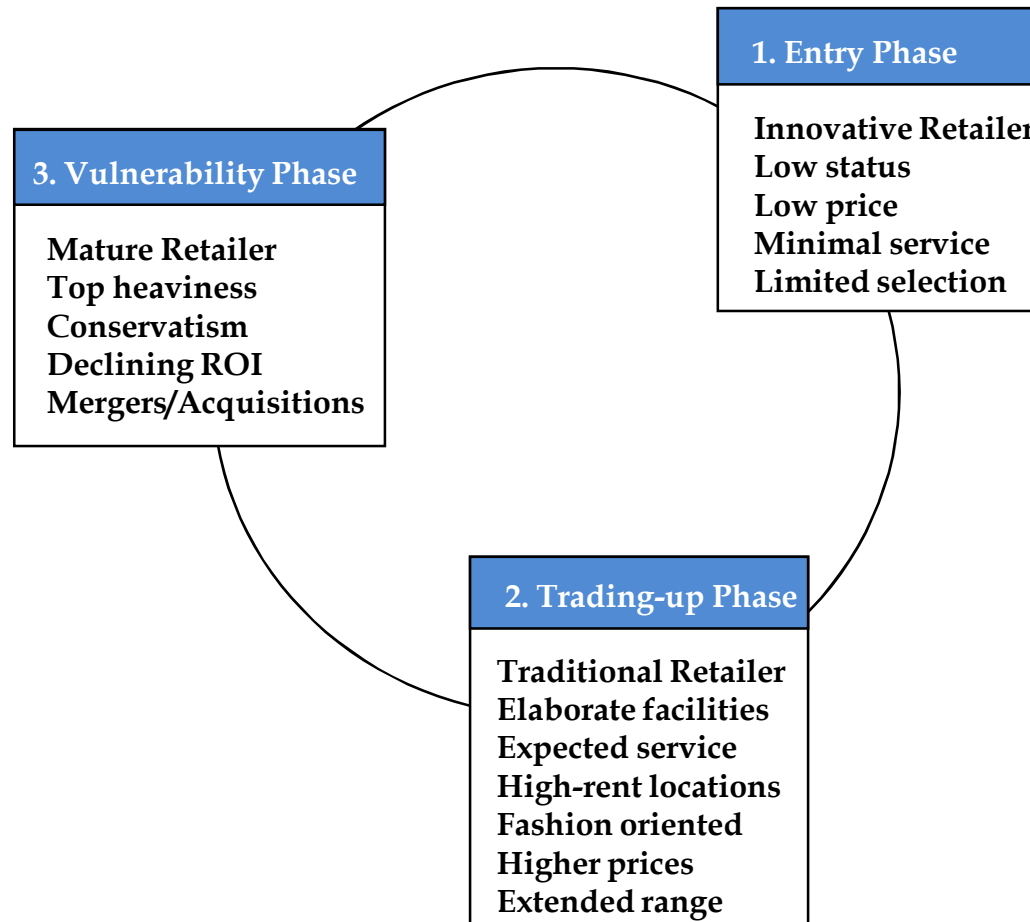 1. Entry Phase
Innovative Retailer
Low status
Low price
Minimal service
Limited selection
2. Trading-up Phase
Traditional Retailer
Elaborate facilities
Expected service
High-rent locations
Fashion oriented
Higher prices
Extended range
3. Vulnerability Phase
Mature Retailer
Top heaviness
Conservatism
Declining ROI
Mergers/Acquisitions